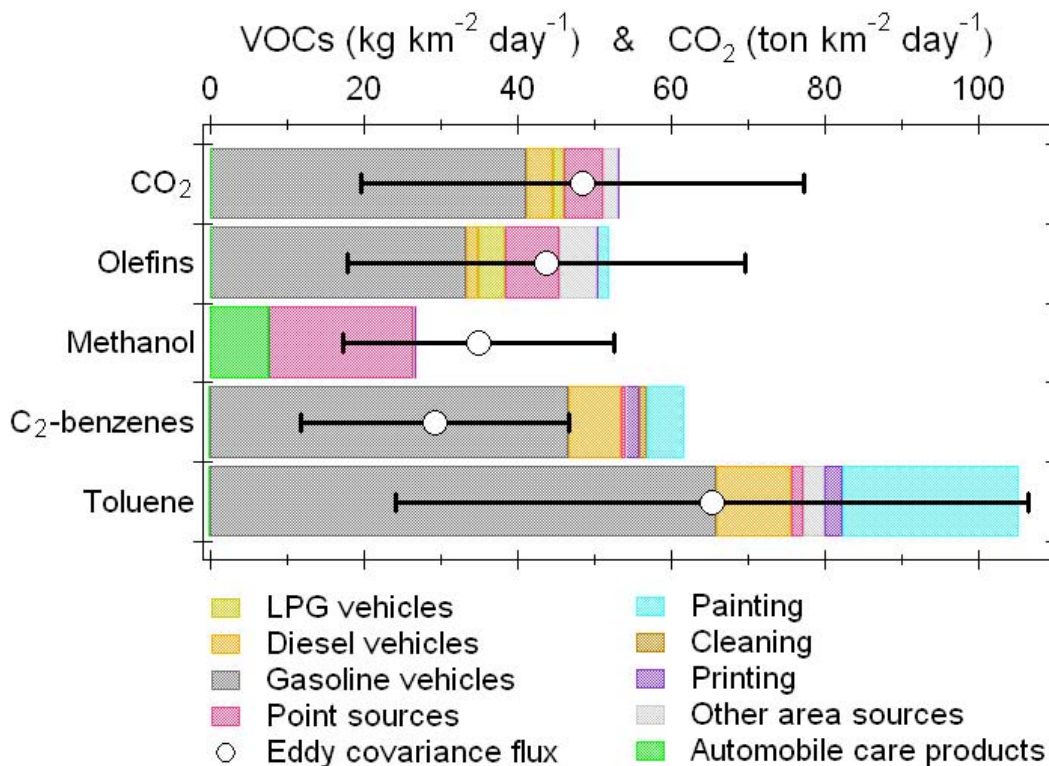 VOCs (kg km⁻² day⁻¹) & CO₂ (ton km⁻² day⁻¹)
0 20 40 60 80 100
CO₂
Olefins
Methanol
C₂-benzenes
Toluene
LPG vehicles
Diesel vehicles
Gasoline vehicles
Point sources
Eddy covariance flux
Painting
Cleaning
Printing
Other area sources
Automobile care products